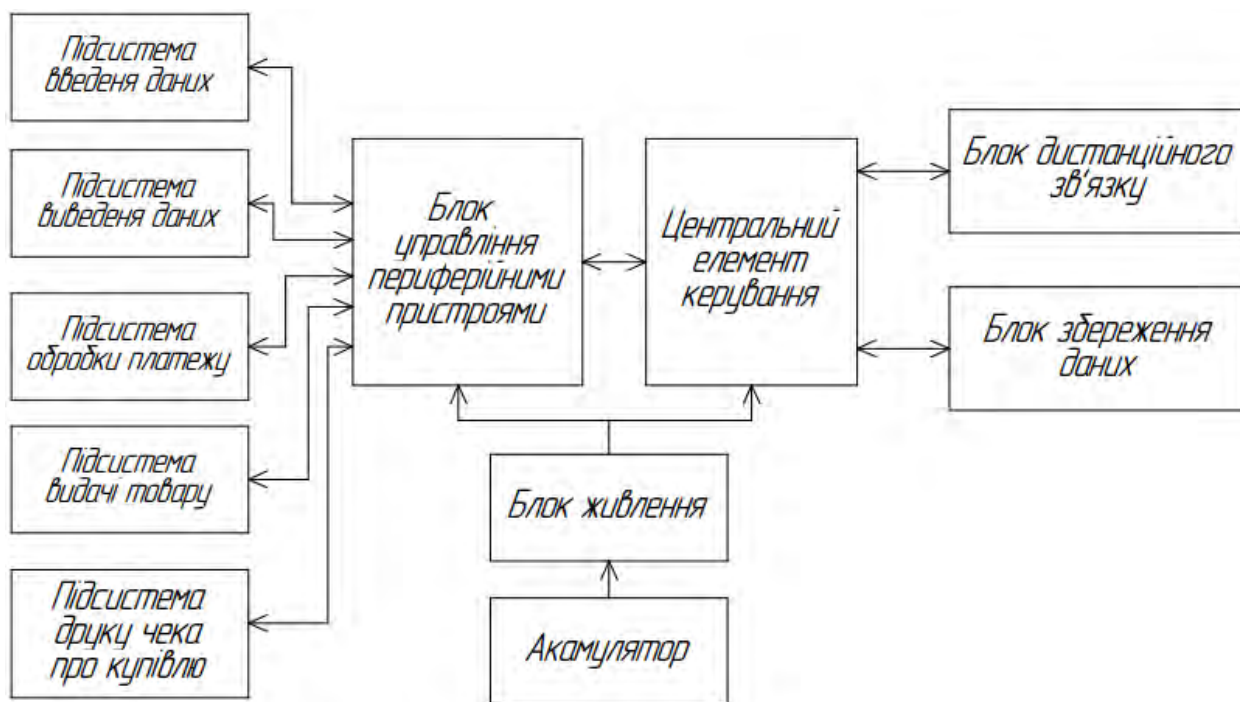 Підсистема
введеня даних
Підсистема
виведеня даних
Підсистема
обробки платежу
Підсистема
видачі товару
Підсистема
друку чека
про купівлю
Блок
управління
периферійними
пристроями
Центральний
елемент
керування
Блок дистанційного
зв'язку
Блок збереження
даних
Блок живлення
Акамулятор